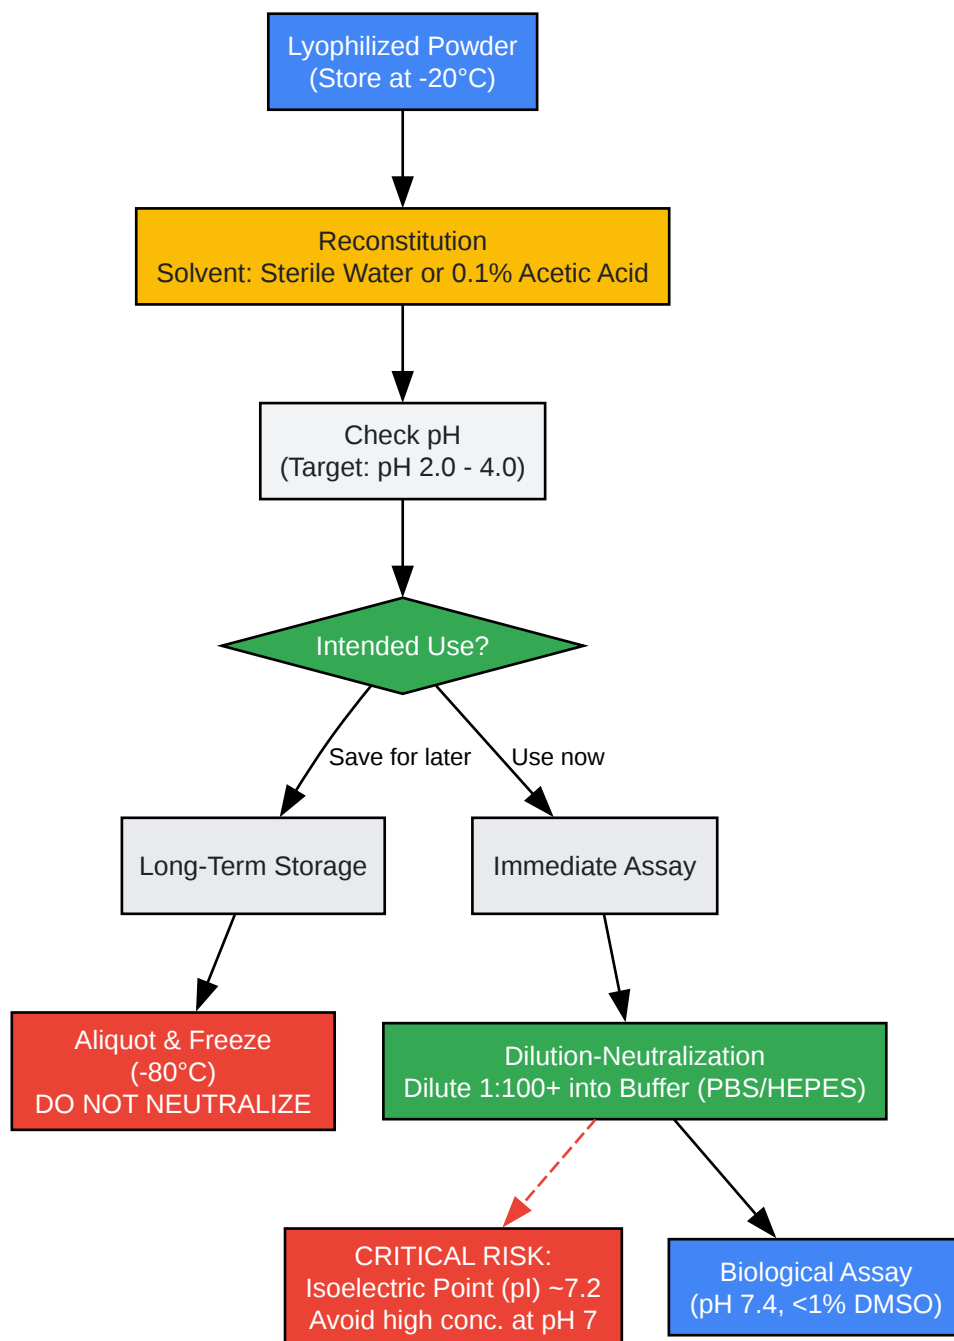 Lyophilized Powder
(Store at -20°C)
Reconstitution
Solvent: Sterile Water or 0.1% Acetic Acid
Check pH
(Target: pH 2.0 - 4.0)
Intended Use?
Save for later
Use now
Long-Term Storage
Immediate Assay
Aliquot & Freeze
(-80°C)
DO NOT NEUTRALIZE
Dilution-Neutralization
Dilute 1:100+ into Buffer (PBS/HEPES)
CRITICAL RISK:
Isoelectric Point (pI) ~7.2
Avoid high conc. at pH 7
Biological Assay
(pH 7.4, <1% DMSO)